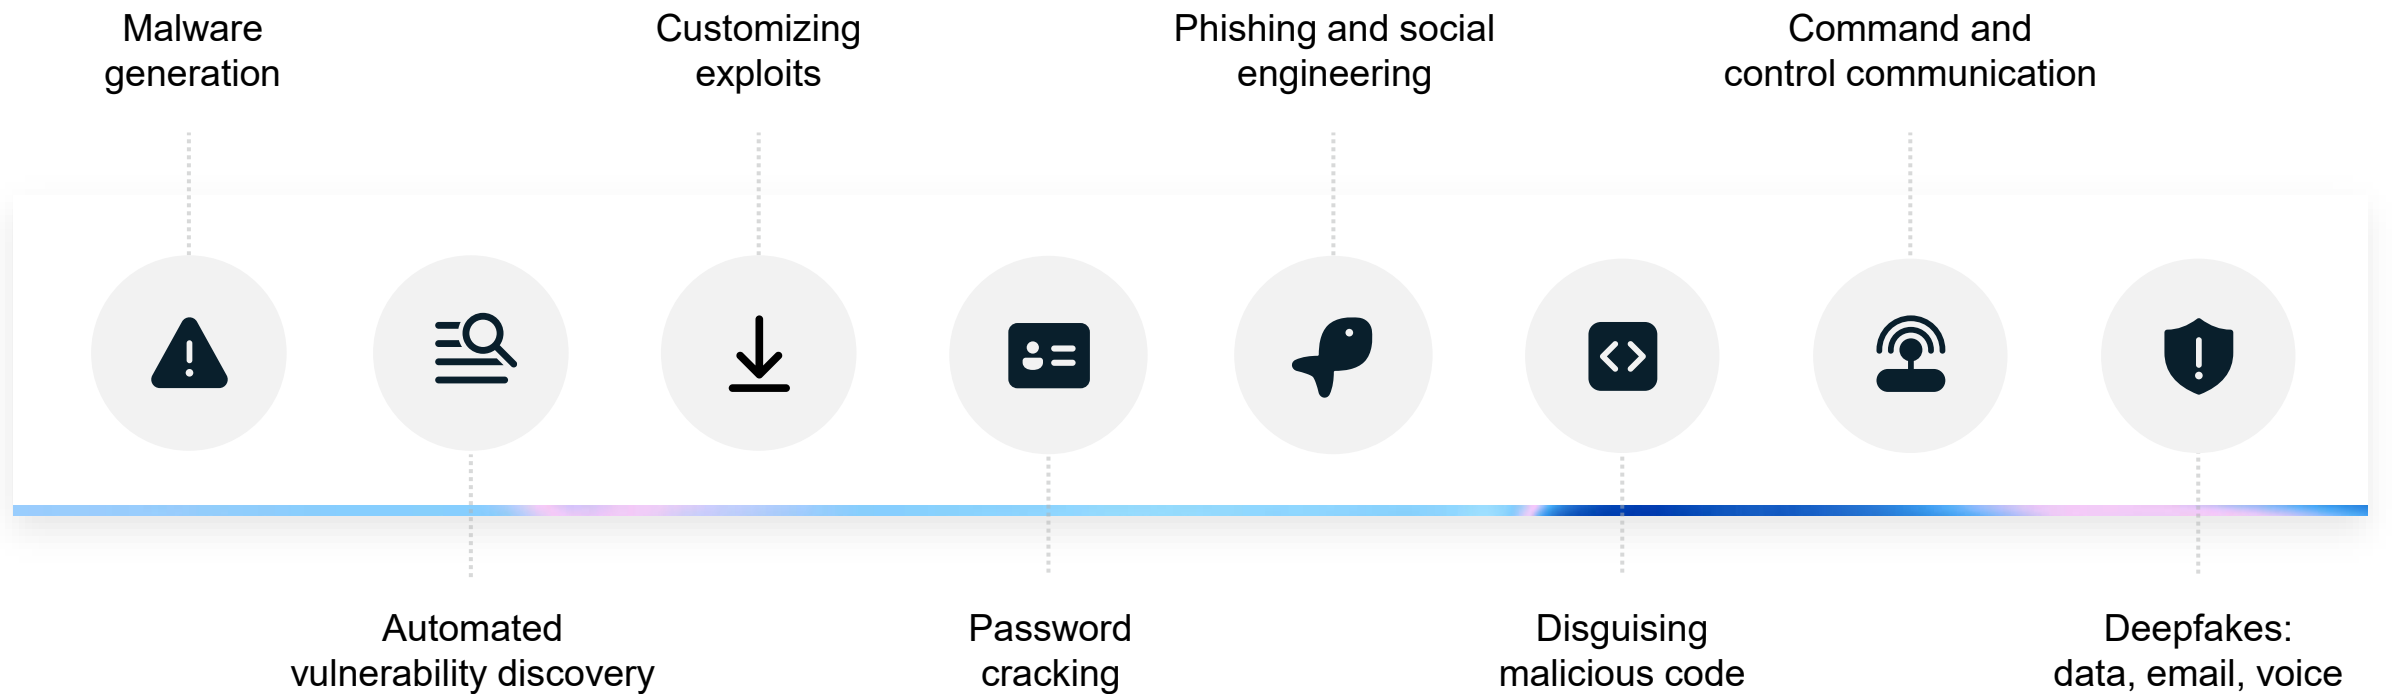 Malware
generation
Customizing
exploits
Phishing and social
engineering
Command and
control communication
Automated
vulnerability discovery
Password
cracking
Disguising
malicious code
Deepfakes:
data, email, voice